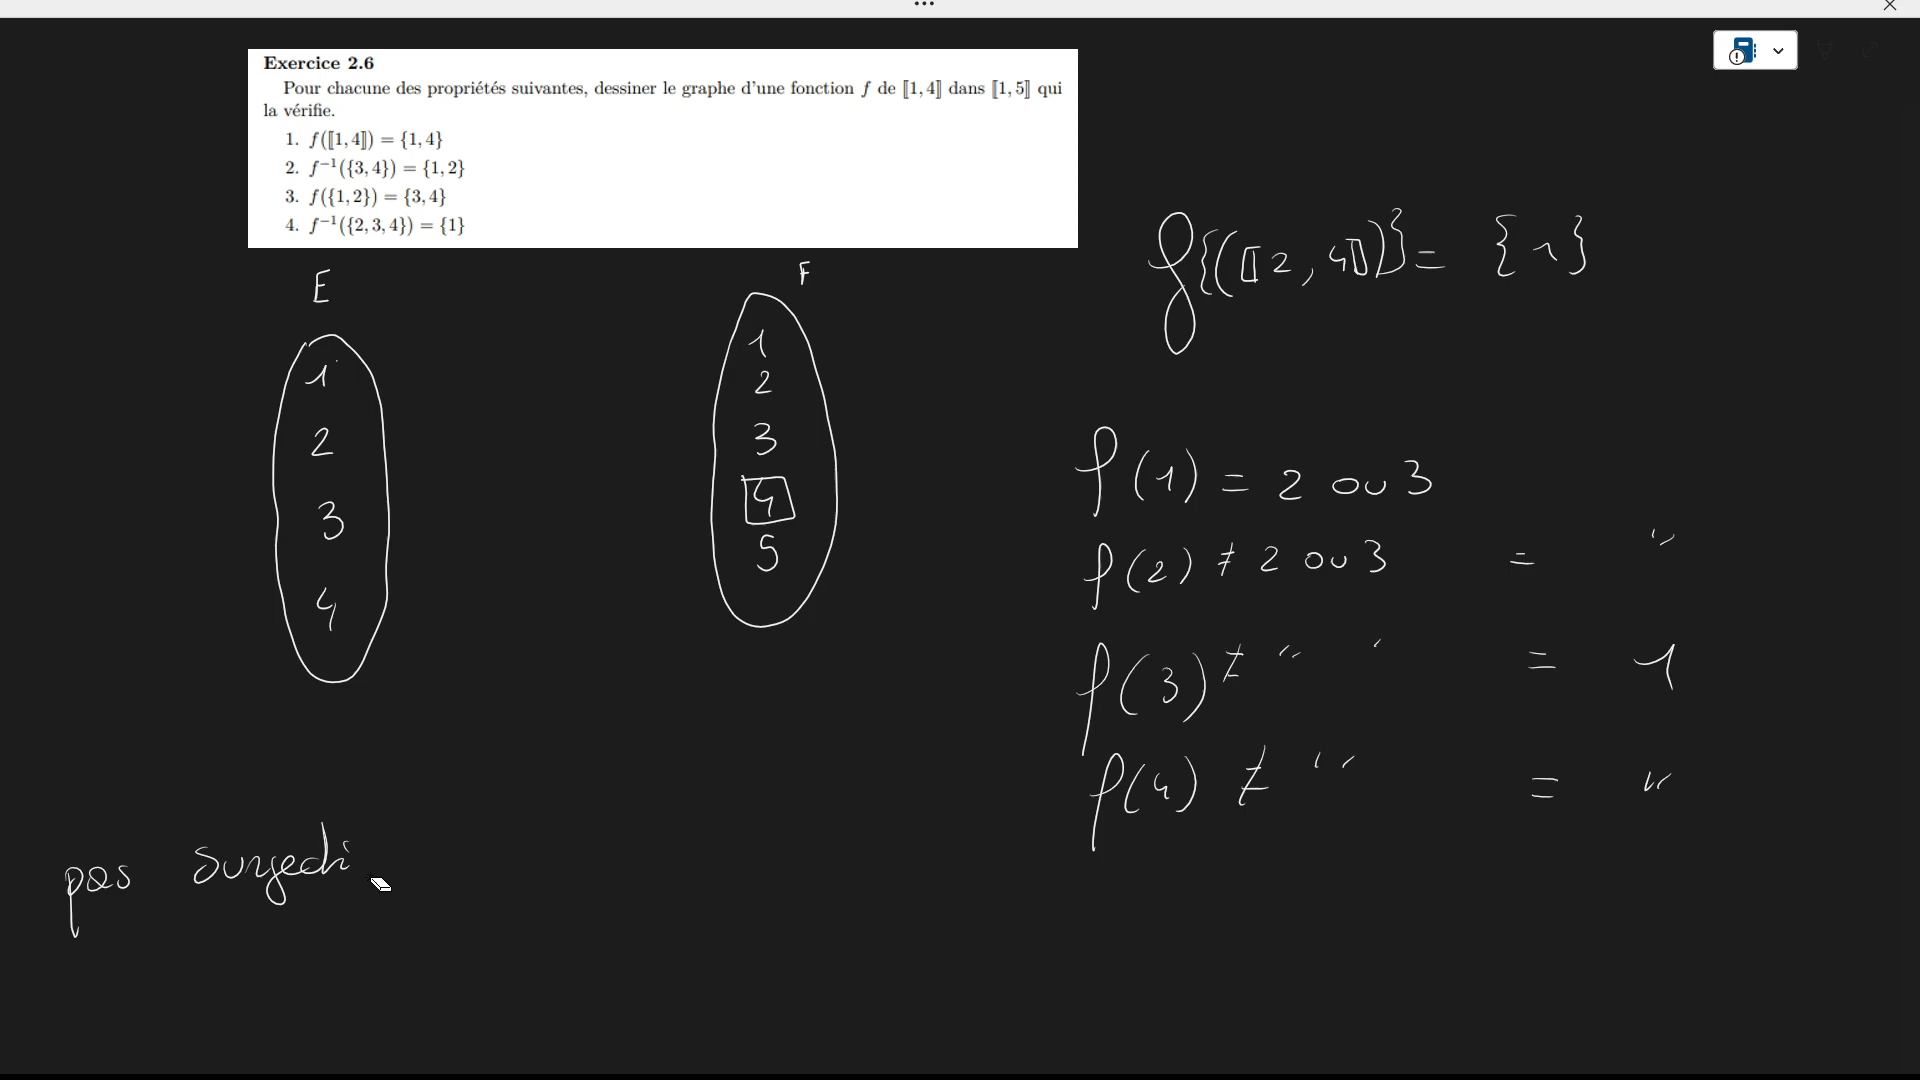 Exercice 2.6
Pour chacune des propriétés suivantes, dessiner le graphe d'une fonction f de ⟦1, 4⟧ dans ⟦1, 5⟧ qui
la vérifie.
1. f(⟦1, 4⟧) = {1, 4}
2. f⁻¹({3, 4}) = {1, 2}
3. f({1, 2}) = {3, 4}
4. f⁻¹({2, 3, 4}) = {1}
f{(⟦2, 4⟧)} = {1}
E
F
1
2
3
4
1
2
3
4
5
f(1) = 2 ou 3
f(2) ≠ 2 ou 3 = "
f(3) ≠ " ' = 1
f(4) ≠ " = "
pas surjecti